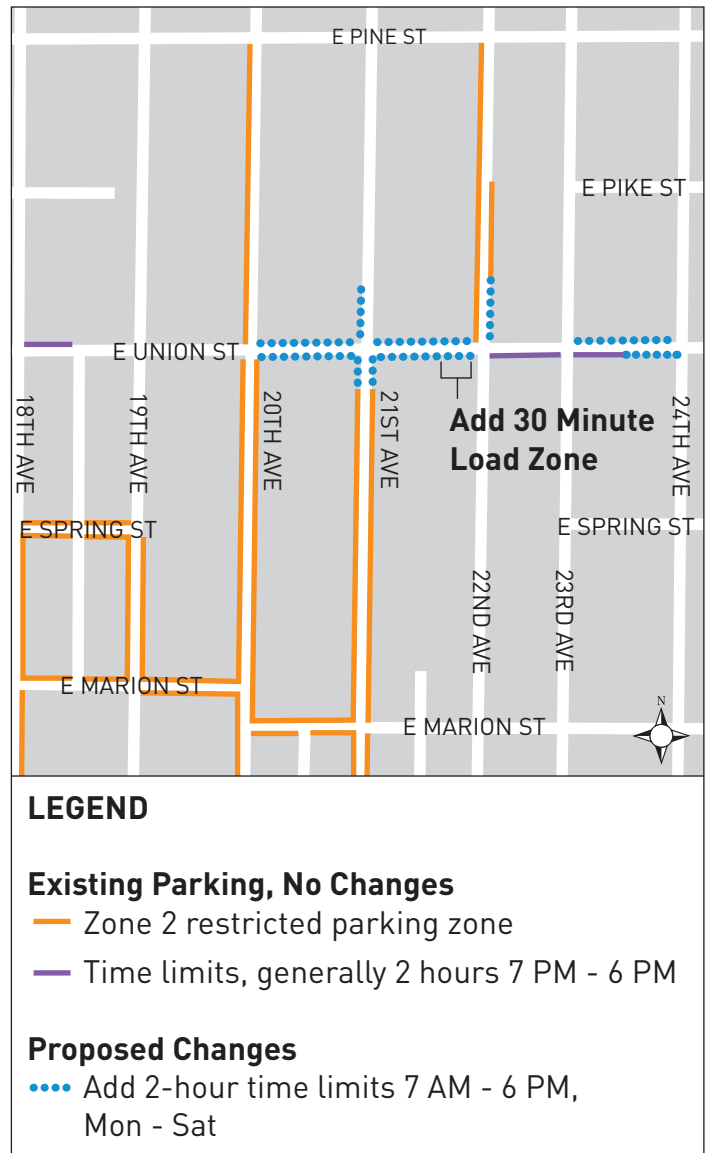 E PINE ST
E PIKE ST
E UNION ST
18TH AVE
19TH AVE
20TH AVE
21ST AVE
Add 30 Minute
Load Zone
24TH AVE
E SPRING ST
E SPRING ST
22ND AVE
23RD AVE
E MARION ST
E MARION ST
N
LEGEND
Existing Parking, No Changes
Zone 2 restricted parking zone
Time limits, generally 2 hours 7 PM - 6 PM
Proposed Changes
Add 2-hour time limits 7 AM - 6 PM,
Mon - Sat